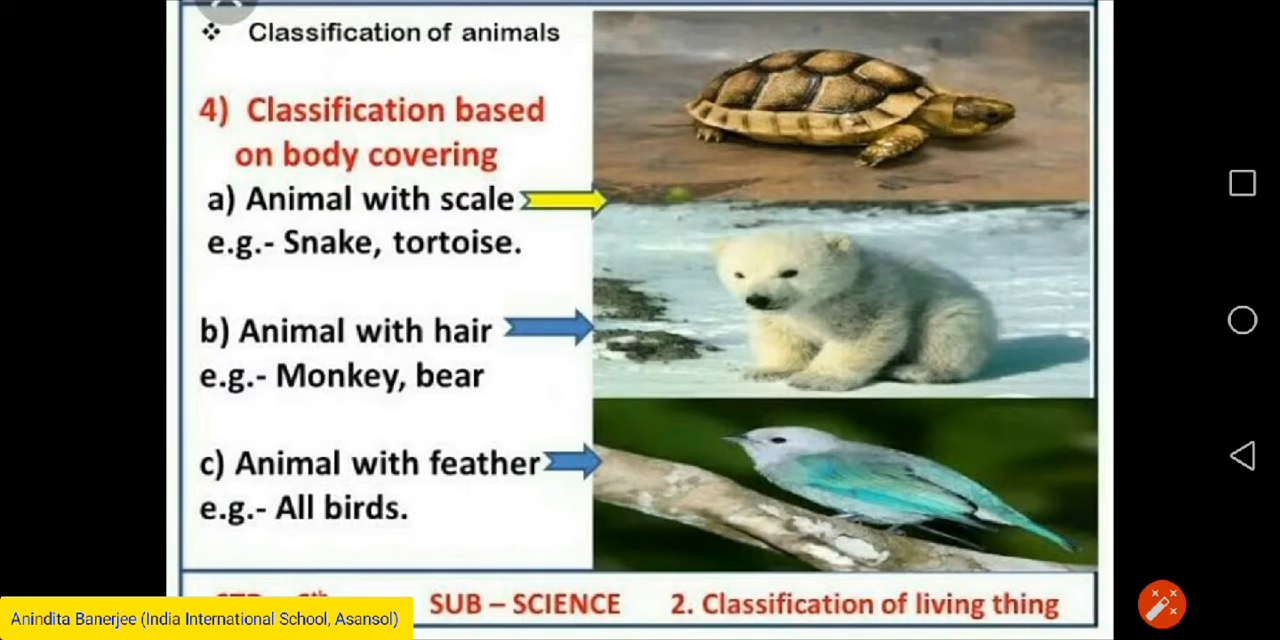 ❖ Classification of animals
4) Classification based
on body covering
a) Animal with scale
e.g.- Snake, tortoise.
b) Animal with hair
e.g.- Monkey, bear
c) Animal with feather
e.g.- All birds.
SUB – SCIENCE 2. Classification of living thing
Anindita Banerjee (India International School, Asansol)